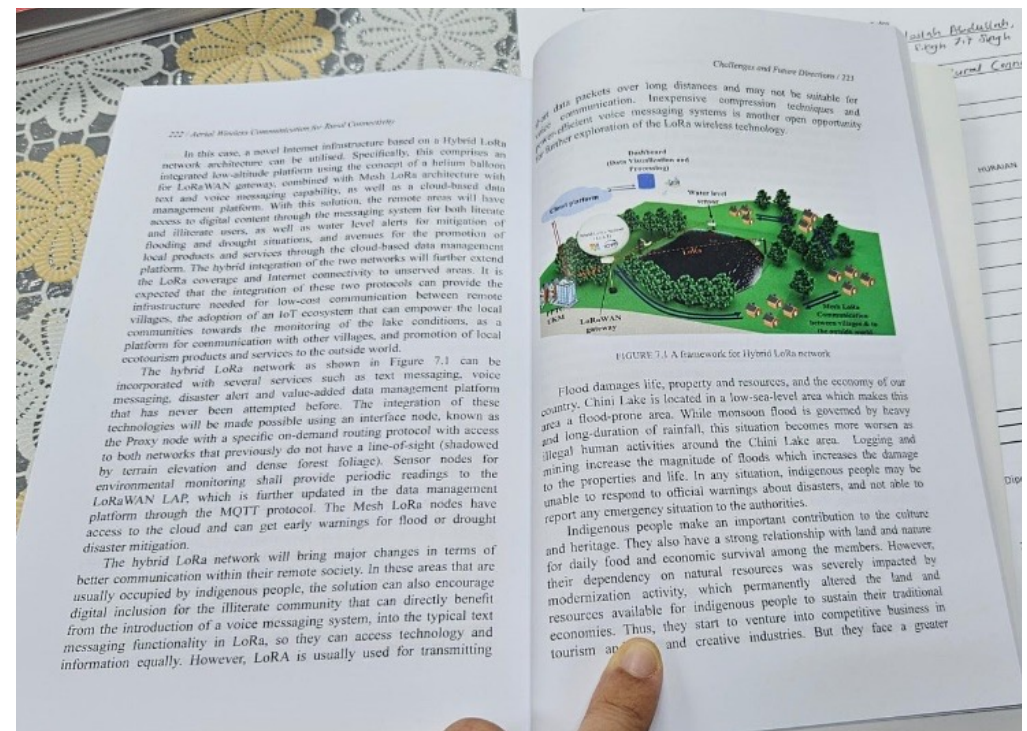 222 / Aerial Wireless Communication for Rural Connectivity
In this case, a novel Internet infrastructure based on a Hybrid LoRa
network architecture can be utilised. Specifically, this comprises an
integrated low-altitude platform using the concept of a helium balloon
for LoRaWAN gateway, combined with Mesh LoRa architecture with
text and voice messaging capability, as well as a cloud-based data
management platform. With this solution, the remote areas will have
access to digital content through the messaging system for both literate
and illiterate users, as well as water level alerts for mitigation of
flooding and drought situations, and avenues for the promotion of
local products and services through the cloud-based data management
platform. The hybrid integration of the two networks will further extend
the LoRa coverage and Internet connectivity to unserved areas. It is
expected that the integration of these two protocols can provide the
infrastructure needed for low-cost communication between remote
villages, the adoption of an IoT ecosystem that can empower the local
communities towards the monitoring of the lake conditions, as a
platform for communication with other villages, and promotion of local
ecotourism products and services to the outside world.
The hybrid LoRa network as shown in Figure 7.1 can be
incorporated with several services such as text messaging, voice
messaging, disaster alert and value-added data management platform
that has never been attempted before. The integration of these
technologies will be made possible using an interface node, known as
the Proxy node with a specific on-demand routing protocol with access
to both networks that previously do not have a line-of-sight (shadowed
by terrain elevation and dense forest foliage). Sensor nodes for
environmental monitoring shall provide periodic readings to the
LoRaWAN LAP, which is further updated in the data management
platform through the MQTT protocol. The Mesh LoRa nodes have
access to the cloud and can get early warnings for flood or drought
disaster mitigation.
The hybrid LoRa network will bring major changes in terms of
better communication within their remote society. In these areas that are
usually occupied by indigenous people, the solution can also encourage
digital inclusion for the illiterate community that can directly benefit
from the introduction of a voice messaging system, into the typical text
messaging functionality in LoRa, so they can access technology and
information equally. However, LoRA is usually used for transmitting
Challenges and Future Directions / 223
data packets over long distances and may not be suitable for
voice communication. Inexpensive compression techniques and
power-efficient voice messaging systems is another open opportunity
for further exploration of the LoRa wireless technology.
Dashboard
(Data Visualization and
Processing)
Cloud platform
Water level
sensor
LoRa
UKM
LoRaWAN
gateway
Mesh LoRa
Communication
between villages & to
the outside world
FIGURE 7.1 A framework for Hybrid LoRa network
Flood damages life, property and resources, and the economy of our
country. Chini Lake is located in a low-sea-level area which makes this
area a flood-prone area. While monsoon flood is governed by heavy
and long-duration of rainfall, this situation becomes more worsen as
illegal human activities around the Chini Lake area. Logging and
mining increase the magnitude of floods which increases the damage
to the properties and life. In any situation, indigenous people may be
unable to respond to official warnings about disasters, and not able to
report any emergency situation to the authorities.
Indigenous people make an important contribution to the culture
and heritage. They also have a strong relationship with land and nature
for daily food and economic survival among the members. However,
their dependency on natural resources was severely impacted by
modernization activity, which permanently altered the land and
resources available for indigenous people to sustain their traditional
economies. Thus, they start to venture into competitive business in
tourism and creative industries. But they face a greater
Abdullah,
Singh
HURAIAN